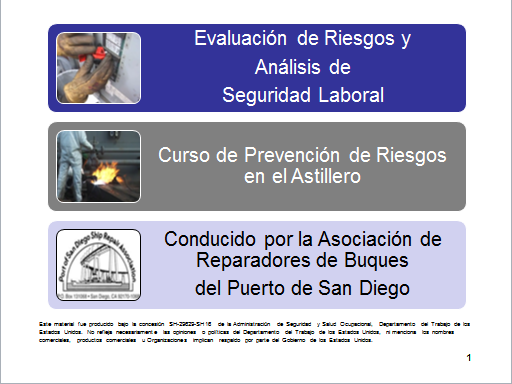 Evaluación de Riesgos y
Análisis de
Seguridad Laboral
Curso de Prevención de Riesgos
en el Astillero
Port of San Diego Ship Repair Association
Conducido por la Asociación de
Reparadores de Buques
del Puerto de San Diego
Este material fue producido bajo la concesión SH-29629-SH16 de la Administración de Seguridad y Salud Ocupacional, Departamento del Trabajo de los
Estados Unidos. No refleja necesariamente las opiniones o políticas del Departamento del Trabajo de los Estados Unidos, ni mencione los nombres
comerciales, productos comerciales u Organizaciones implican respaldo por parte del Gobierno de los Estados Unidos.
1